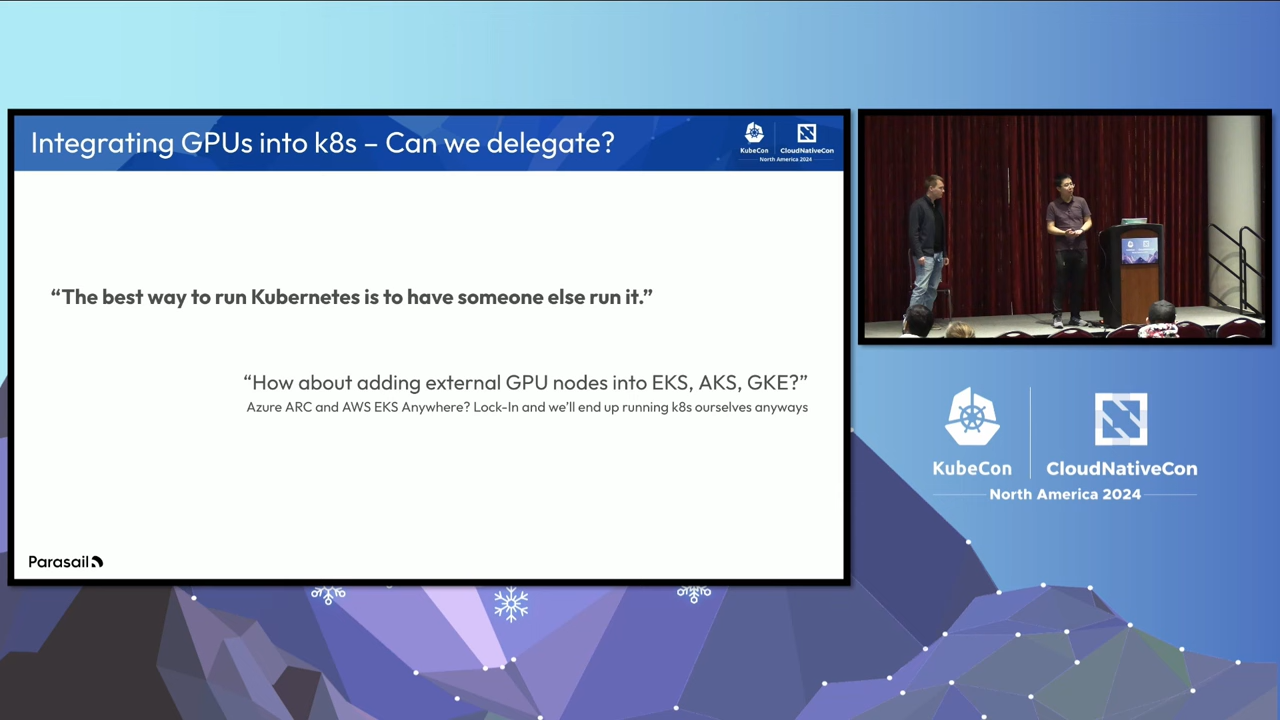 Integrating GPUs into k8s – Can we delegate?
KubeCon
CloudNativeCon
North America 2024
“The best way to run Kubernetes is to have someone else run it.”
“How about adding external GPU nodes into EKS, AKS, GKE?”
Azure ARC and AWS EKS Anywhere? Lock-In and we’ll end up running k8s ourselves anyways
Parasail
KubeCon
CloudNativeCon
North America 2024